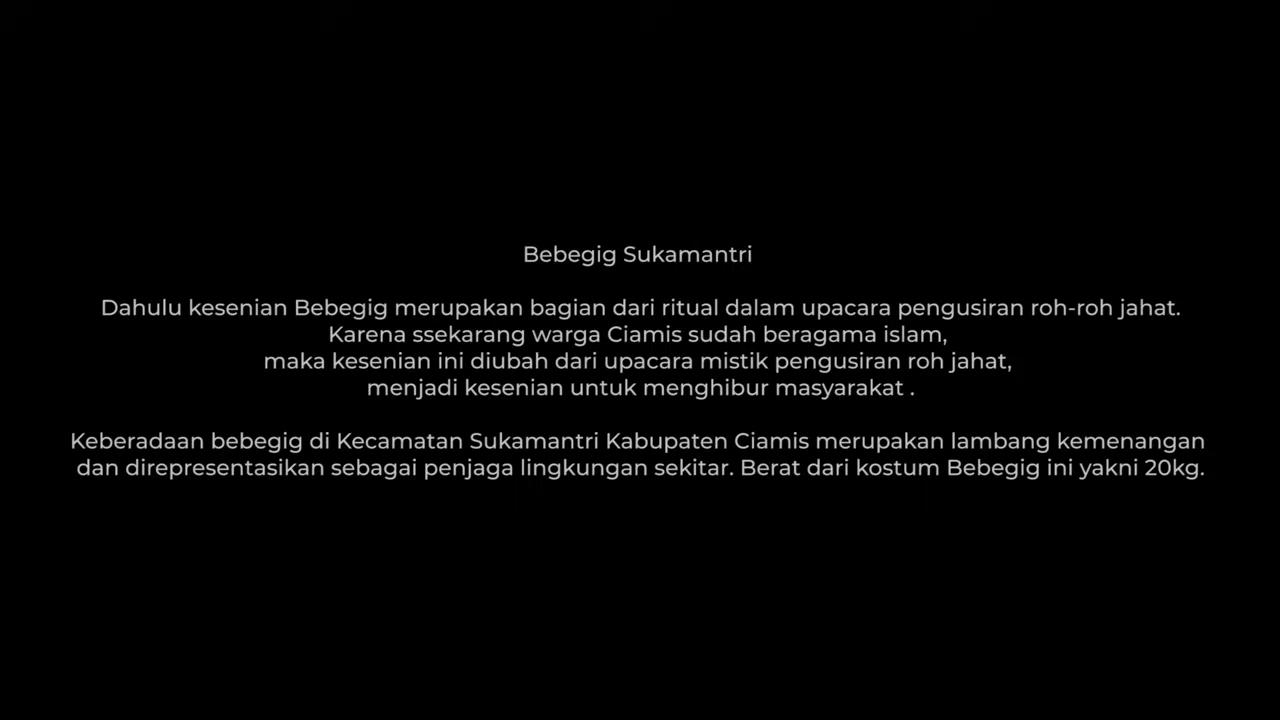 Bebegig Sukamantri
Dahulu kesenian Bebegig merupakan bagian dari ritual dalam upacara pengusiran roh-roh jahat.
Karena ssekarang warga Ciamis sudah beragama islam,
maka kesenian ini diubah dari upacara mistik pengusiran roh jahat,
menjadi kesenian untuk menghibur masyarakat .
Keberadaan bebegig di Kecamatan Sukamantri Kabupaten Ciamis merupakan lambang kemenangan
dan direpresentasikan sebagai penjaga lingkungan sekitar. Berat dari kostum Bebegig ini yakni 20kg.